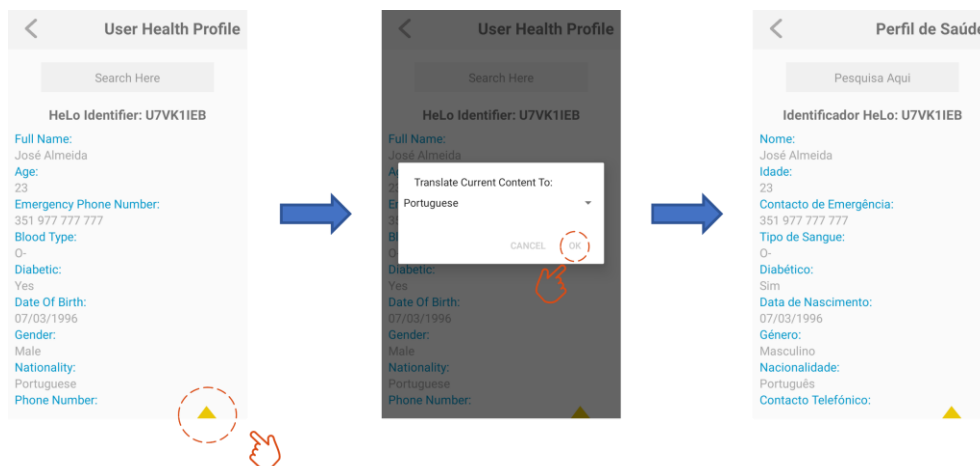 User Health Profile
Search Here
HeLo Identifier: U7VK1IEB
Full Name:
José Almeida
Age:
23
Emergency Phone Number:
351 977 777 777
Blood Type:
O-
Diabetic:
Yes
Date Of Birth:
07/03/1996
Gender:
Male
Nationality:
Portuguese
Phone Number:
User Health Profile
Search Here
HeLo Identifier: U7VK1IEB
Full Name:
José Almeida
Translate Current Content To:
Portuguese
CANCEL OK
Diabetic:
Yes
Date Of Birth:
07/03/1996
Gender:
Male
Nationality:
Portuguese
Phone Number:
Perfil de Saúde
Pesquisa Aqui
Identificador HeLo: U7VK1IEB
Nome:
José Almeida
Idade:
23
Contacto de Emergência:
351 977 777 777
Tipo de Sangue:
O-
Diabético:
Sim
Data de Nascimento:
07/03/1996
Género:
Masculino
Nacionalidade:
Português
Contacto Telefónico: